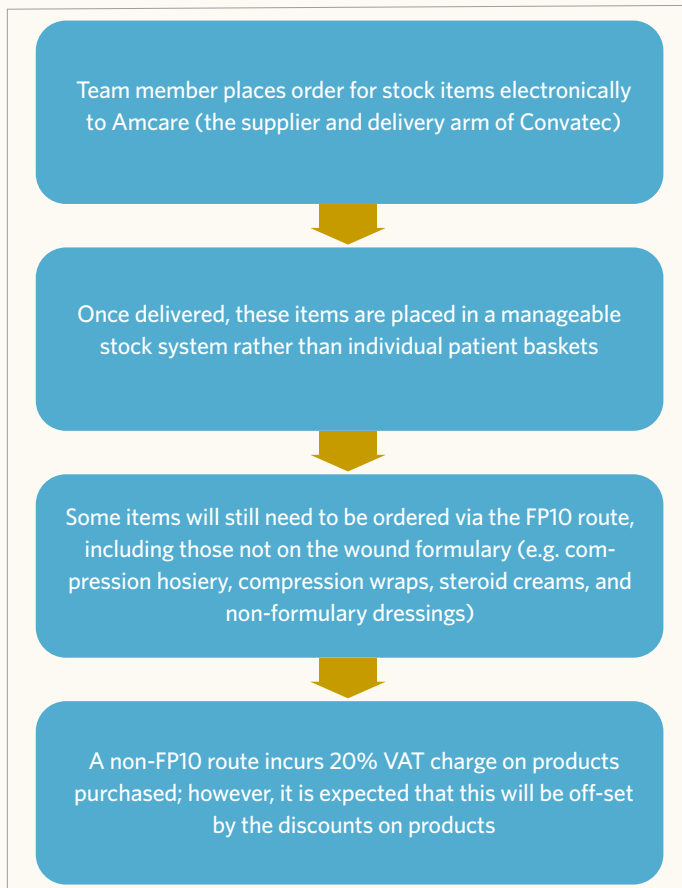 Team member places order for stock items electronically
to Amcare (the supplier and delivery arm of Convatec)
Once delivered, these items are placed in a manageable
stock system rather than individual patient baskets
Some items will still need to be ordered via the FP10 route,
including those not on the wound formulary (e.g. com-
pression hosiery, compression wraps, steroid creams, and
non-formulary dressings)
A non-FP10 route incurs 20% VAT charge on products
purchased; however, it is expected that this will be off-set
by the discounts on products